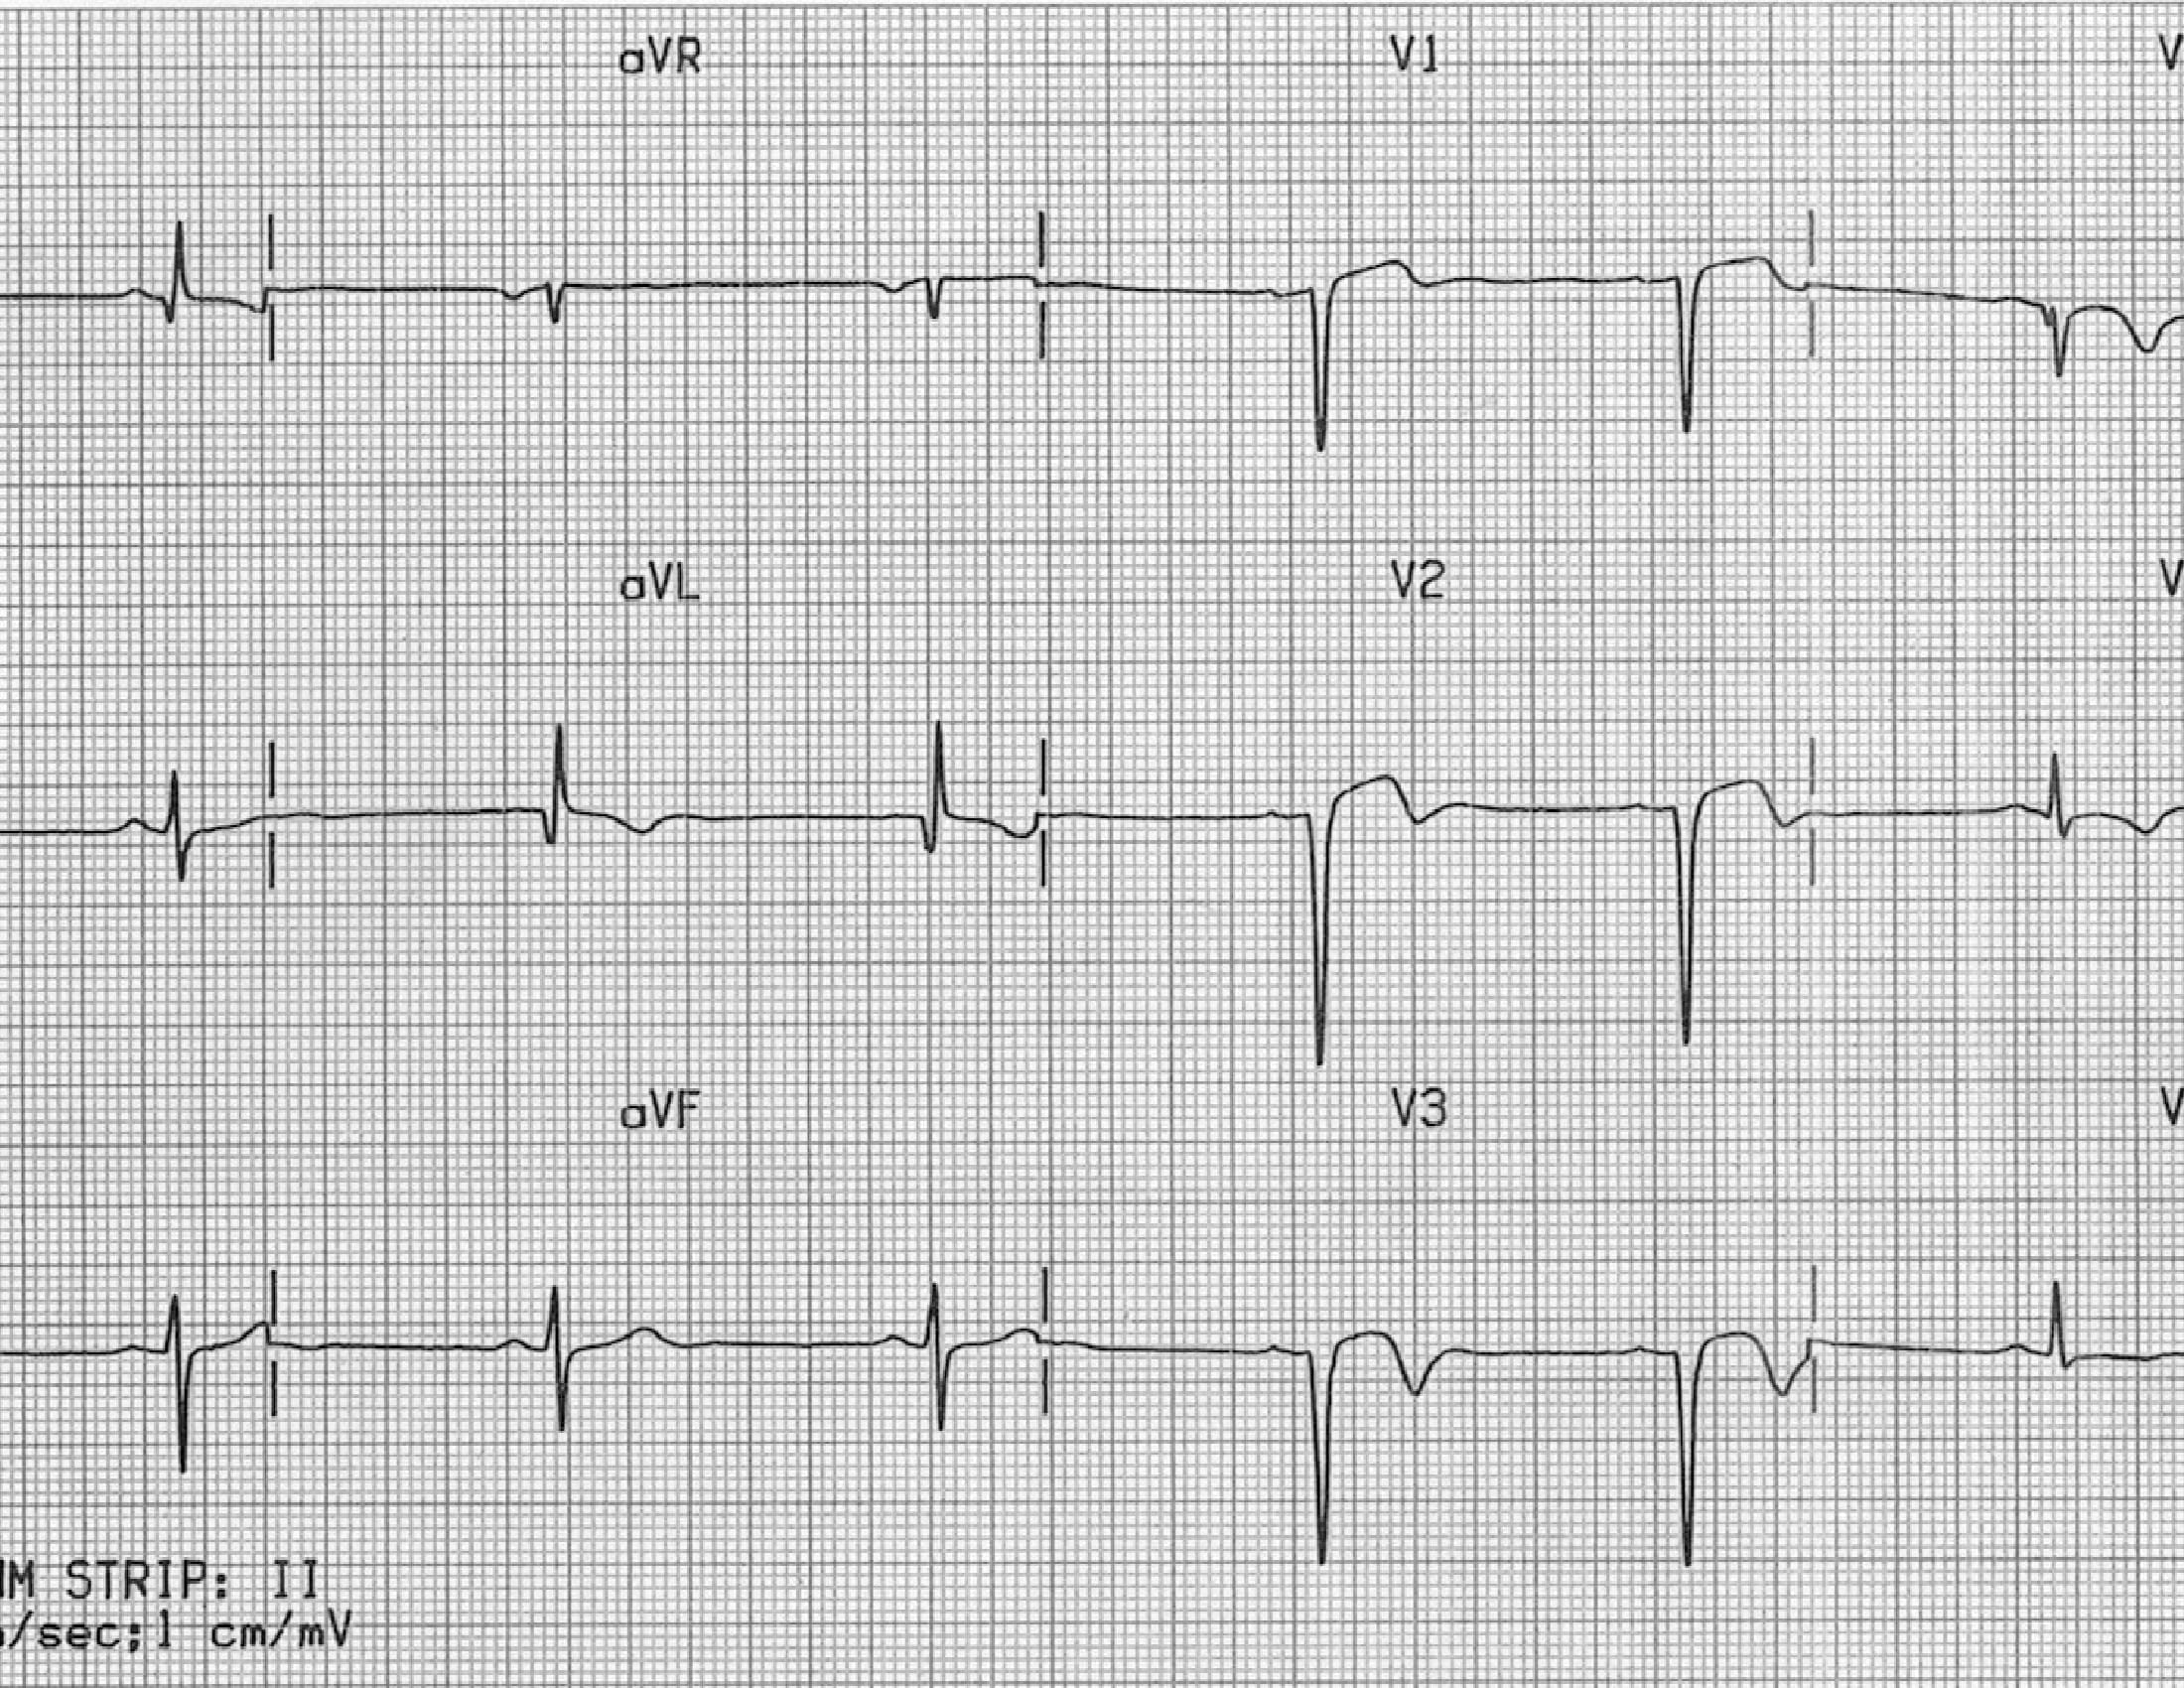 aVR V1 V
aVL V2 V
aVF V3 V
STRIP: II
/sec;1 cm/mV